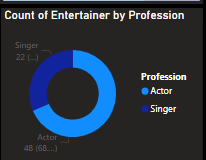 Count of Entertainer by Profession
Singer
22 (...)
Profession
Actor
Singer
Actor
48 (68....)